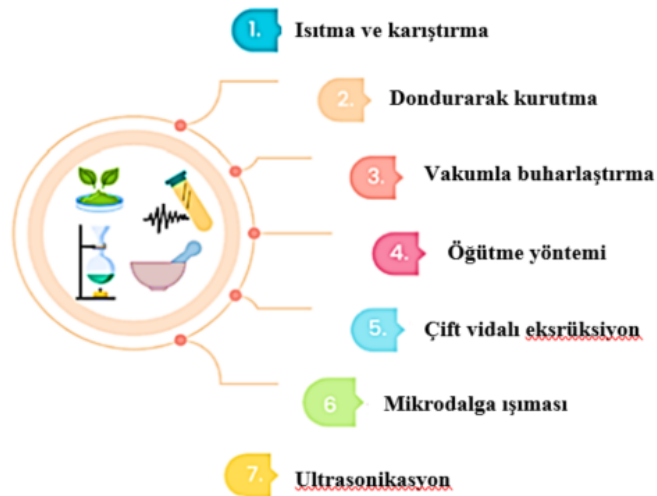 1. Isıtma ve karıştırma
2. Dondurarak kurutma
3. Vakumla buharlaştırma
4. Öğütme yöntemi
5. Çift vidalı eksrüksiyon
6 Mikrodalga ışıması
7. Ultrasonikasyon